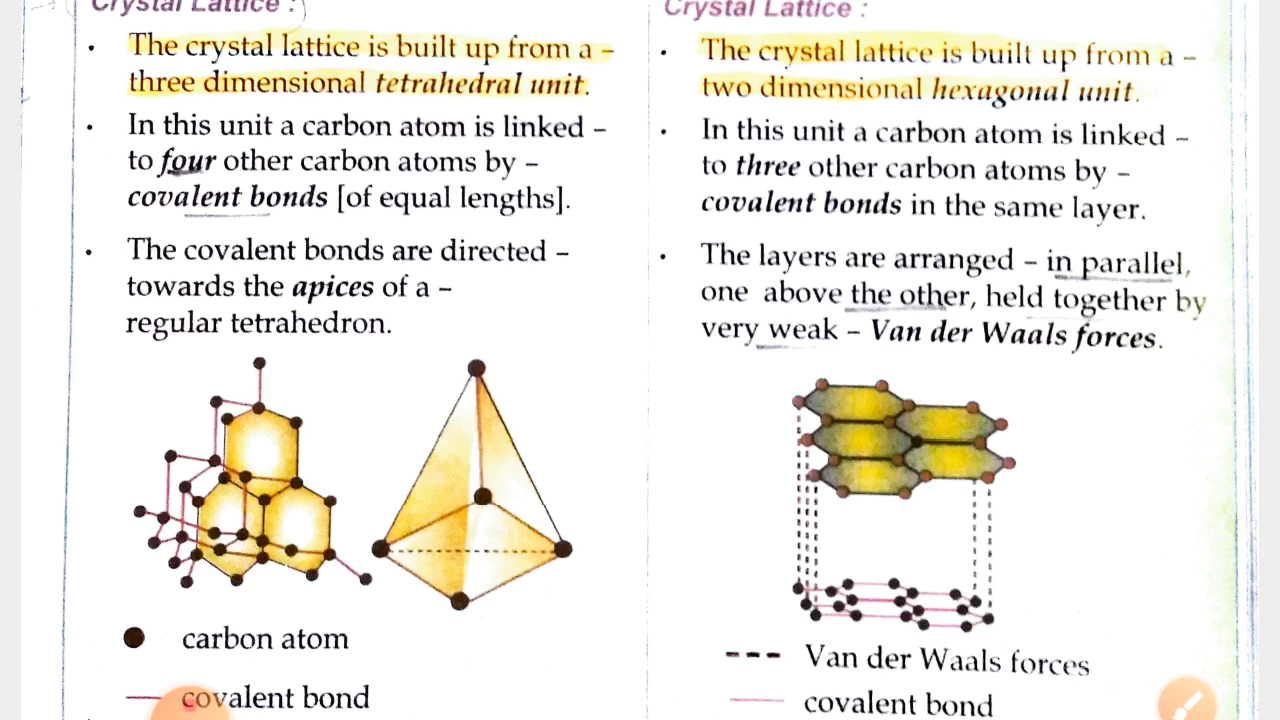 Crystal Lattice :
• The crystal lattice is built up from a –
three dimensional tetrahedral unit.
• In this unit a carbon atom is linked –
to four other carbon atoms by –
covalent bonds [of equal lengths].
• The covalent bonds are directed –
towards the apices of a –
regular tetrahedron.
carbon atom
covalent bond
Crystal Lattice :
• The crystal lattice is built up from a –
two dimensional hexagonal unit.
• In this unit a carbon atom is linked –
to three other carbon atoms by –
covalent bonds in the same layer.
• The layers are arranged – in parallel,
one above the other, held together by
very weak – Van der Waals forces.
Van der Waals forces
covalent bond